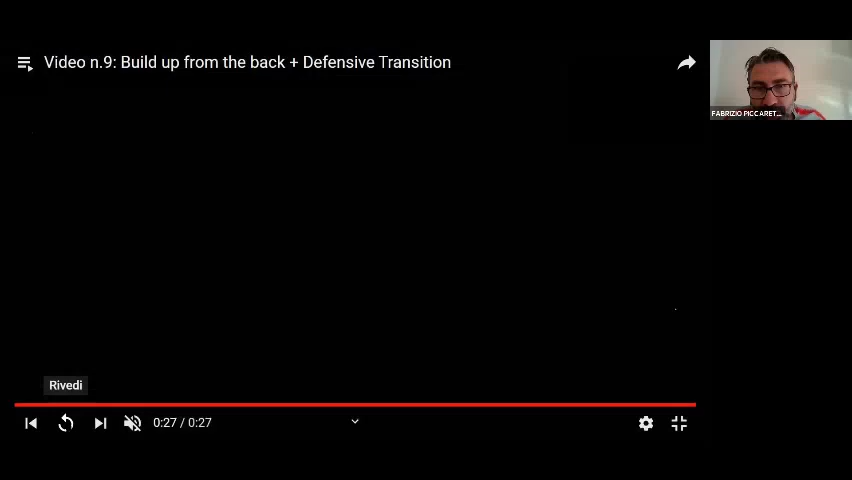 Video n.9: Build up from the back + Defensive Transition
FABRIZIO PICCARET...
Rivedi
0:27 / 0:27